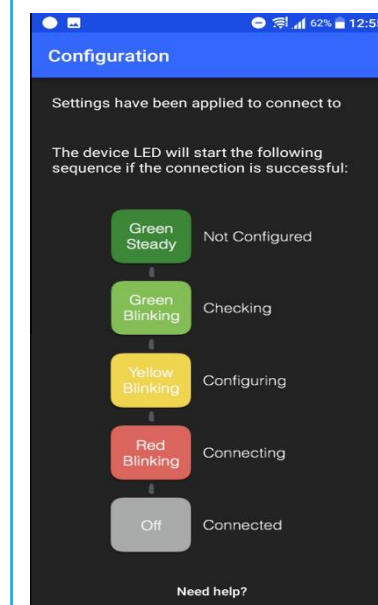 62% 12:5
Configuration
Settings have been applied to connect to
The device LED will start the following
sequence if the connection is successful:
Green
Steady
Not Configured
Green
Blinking
Checking
Yellow
Blinking
Configuring
Red
Blinking
Connecting
Off
Connected
Need help?